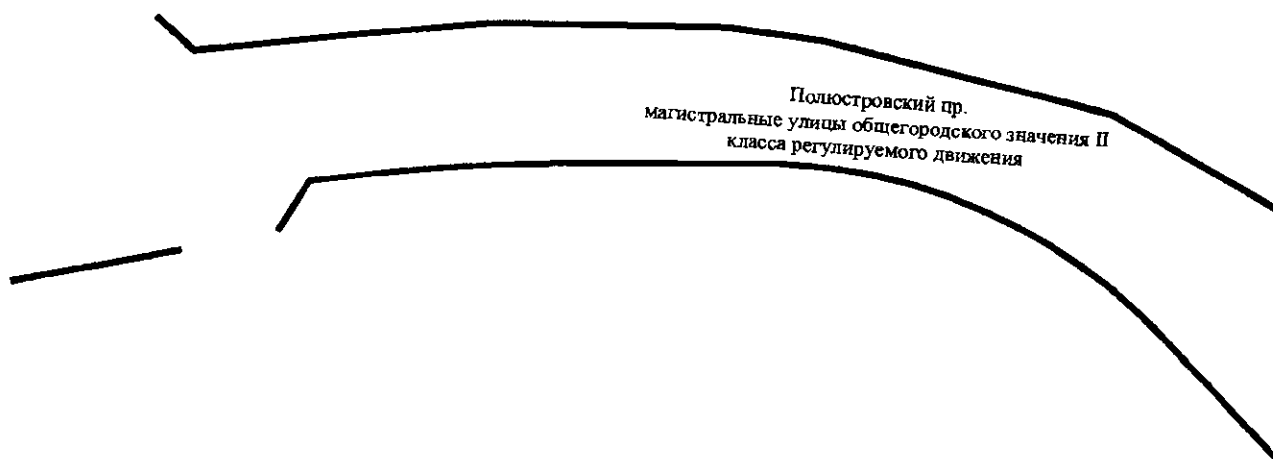 Полюстровский пр.
магистральные улицы общегородского значения II
класса регулируемого движения